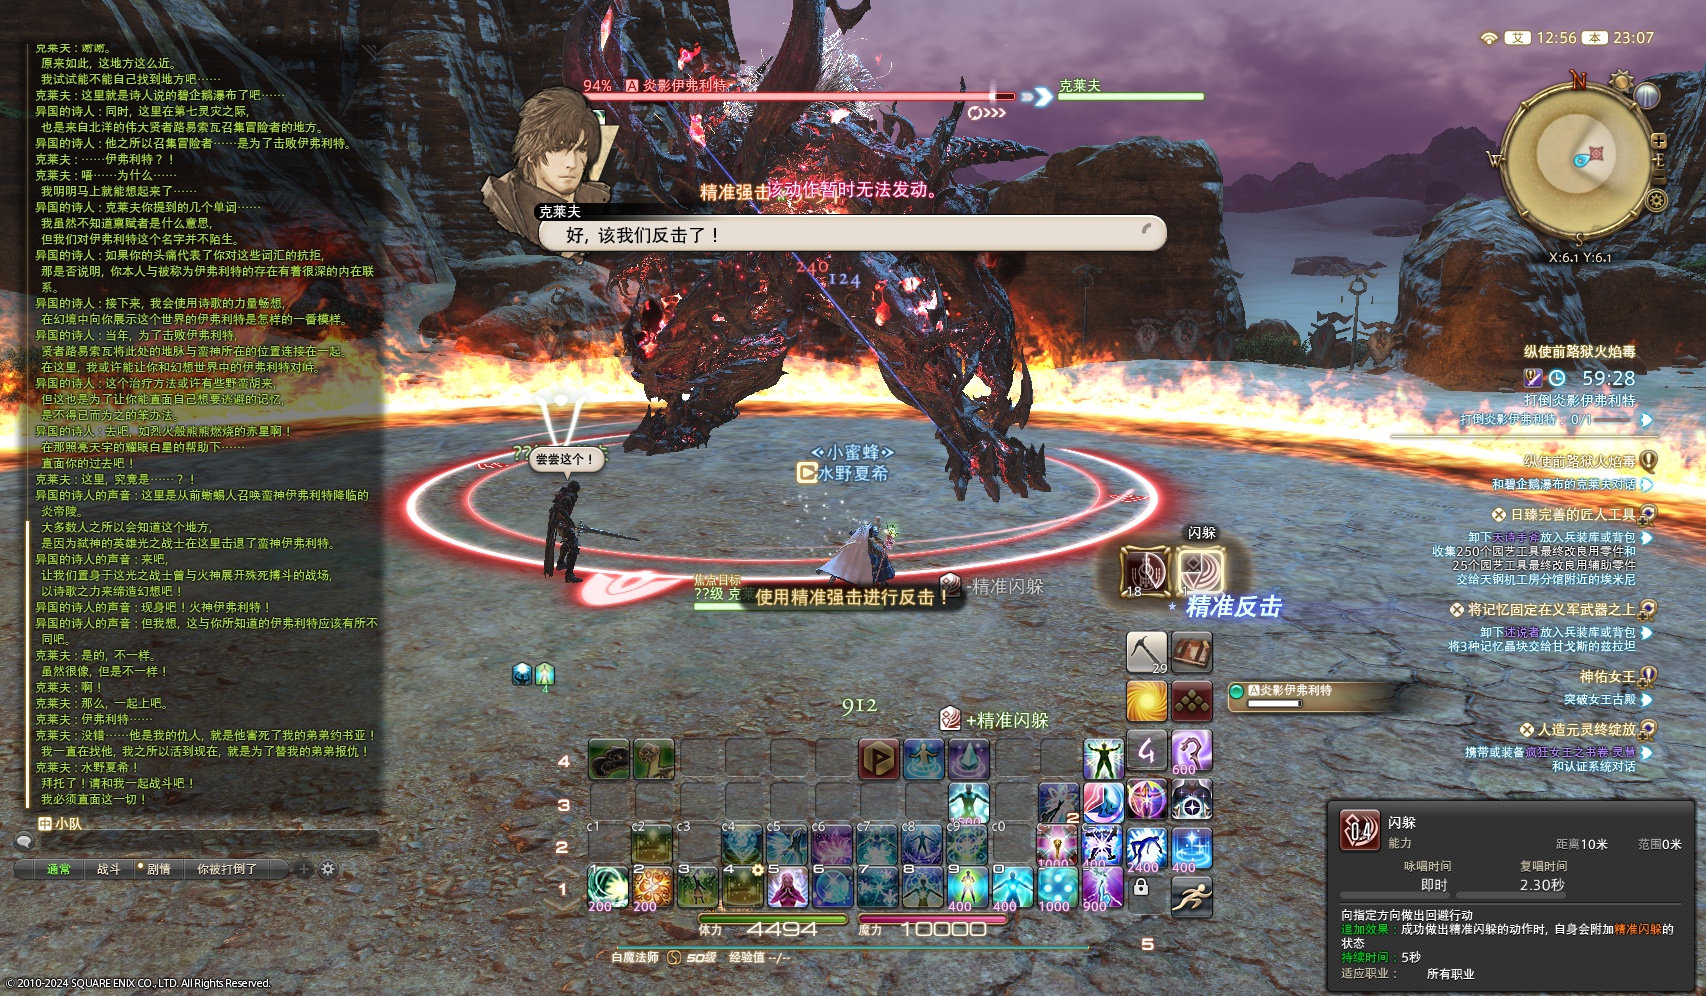 克莱夫：谢谢。
原来如此，这地方这么近。
我试试能不能自己找到地方吧……
克莱夫：这里就是诗人说的碧企鹅瀑布了吧……
异国的诗人：同时，这里在第七灵灾之际，
也是来自北洋的伟大贤者路易索瓦召集冒险者的地方。
异国的诗人：他之所以召集冒险者……是为了击败伊弗利特。
克莱夫：……伊弗利特？！
克莱夫：唔……为什么……
我明明马上就能想起来了……
异国的诗人：克莱夫你提到的几个单词……
我虽然不知道禀赋者是什么意思，
但我们对伊弗利特这个名字并不陌生。
异国的诗人：如果你的头痛代表了你对这些词汇的抗拒，
那是否说明，你本人与被称为伊弗利特的存在有着很深的内在联
系。
异国的诗人：接下来，我会使用诗歌的力量畅想，
在幻境中向你展示这个世界的伊弗利特是怎样的一番模样。
异国的诗人：当年，为了击败伊弗利特，
贤者路易索瓦将此处的地脉与蛮神所在的位置连接在一起。
在这里，我或许能让你和幻想世界中的伊弗利特对峙。
异国的诗人：这个治疗方法或许有些野蛮胡来，
但这也是为了让你能直面自己想要逃避的记忆，
是不得已而为之的笨办法。
异国的诗人：去吧，如烈火般熊熊燃烧的赤星啊！
在那照亮天宇的耀眼白星的帮助下……
直面你的过去吧！
克莱夫：这里，究竟是……？！
异国的诗人的声音：这里是从前蜥蜴人召唤蛮神伊弗利特降临的
炎帝陵。
大多数人之所以会知道这个地方，
是因为弑神的英雄光之战士在这里击退了蛮神伊弗利特。
异国的诗人的声音：来吧，
让我们置身于这光之战士曾与火神展开殊死搏斗的战场，
以诗歌之力来缔造幻想吧！
异国的诗人的声音：现身吧！火神伊弗利特！
异国的诗人的声音：但我想，这与你所知道的伊弗利特应该有所不
同吧。
克莱夫：是的，不一样。
虽然很像，但是不一样！
克莱夫：啊！
克莱夫：那么，一起上吧。
克莱夫：伊弗利特……
克莱夫：没错……他是我的仇人，就是他害死了我的弟弟约书亚！
我一直在找他，我之所以活到现在，就是为了替我的弟弟报仇！
克莱夫：水野夏希！
拜托了！请和我一起战斗吧！
我必须直面这一切！
小队
通常 战斗 剧情 你被打倒了
94% A 炎影伊弗利特
克莱夫
精准强击
该动作暂时无法发动。
克莱夫
好，该我们反击了！
240
124
尝尝这个！
小蜜蜂
水野夏希
焦点目标
??级 克莱
使用精准强击进行反击！
-精准闪躲
912
+精准闪躲
闪躲
18
1
精准反击
29
A炎影伊弗利特
艾 12:56 本 23:07
N
W
E
S
X:6.1 Y:6.1
纵使前路狱火焰毒
59:28
打倒炎影伊弗利特
打倒炎影伊弗利特：0/1
纵使前路狱火焰毒
和碧企鹅瀑布的克莱夫对话
日臻完善的匠人工具
卸下天诗手斧放入兵装库或背包
收集250个园艺工具最终改良用零件和
25个园艺工具最终改良用辅助零件
交给天钢机工房分馆附近的埃米尼
将记忆固定在义军武器之上
卸下述说者放入兵装库或背包
将3种记忆晶块交给甘戈斯的兹拉坦
神佑女王
突破女王古殿
人造元灵终绽放
携带或装备疯狂女王之书卷·灵慧
和认证系统对话
4
4
600
3
2
2
c1 c2 c3 c4 c5 c6 c7 c8 c9 c0
1000 400 2400 400
1
1 2 3 4 5 6 7 8 9 0
200 200 400 400 1000 900
体力 4494 魔力 10000
5
白魔法师 50级 经验值 --/--
0.4
闪躲
能力
距离10米 范围0米
咏唱时间 复唱时间
即时 2.30秒
向指定方向做出回避行动
追加效果：成功做出精准闪躲的动作时，自身会附加精准闪躲的
状态
持续时间：5秒
适应职业： 所有职业
© 2010-2024 SQUARE ENIX CO., LTD. All Rights Reserved.